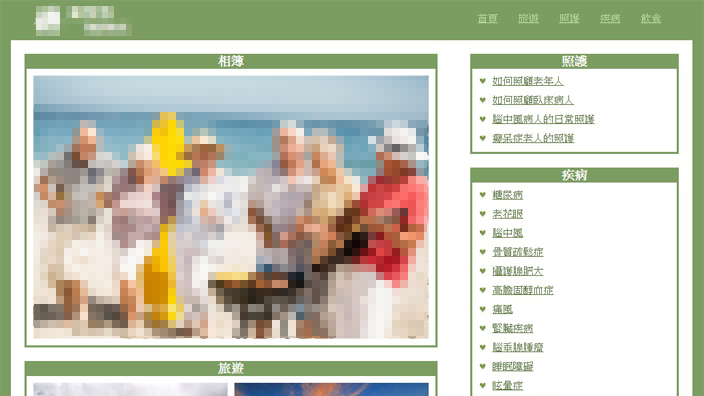 首頁 旅遊 照護 疾病 飲食
相簿
旅遊
照護
如何照顧老年人
如何照顧臥床病人
腦中風病人的日常照護
癡呆症老人的照護
疾病
糖尿病
老花眼
腦中風
骨質疏鬆症
攝護腺肥大
高膽固醇血症
痛風
腎臟疾病
腦垂腺腫瘤
睡眠障礙
眩暈症